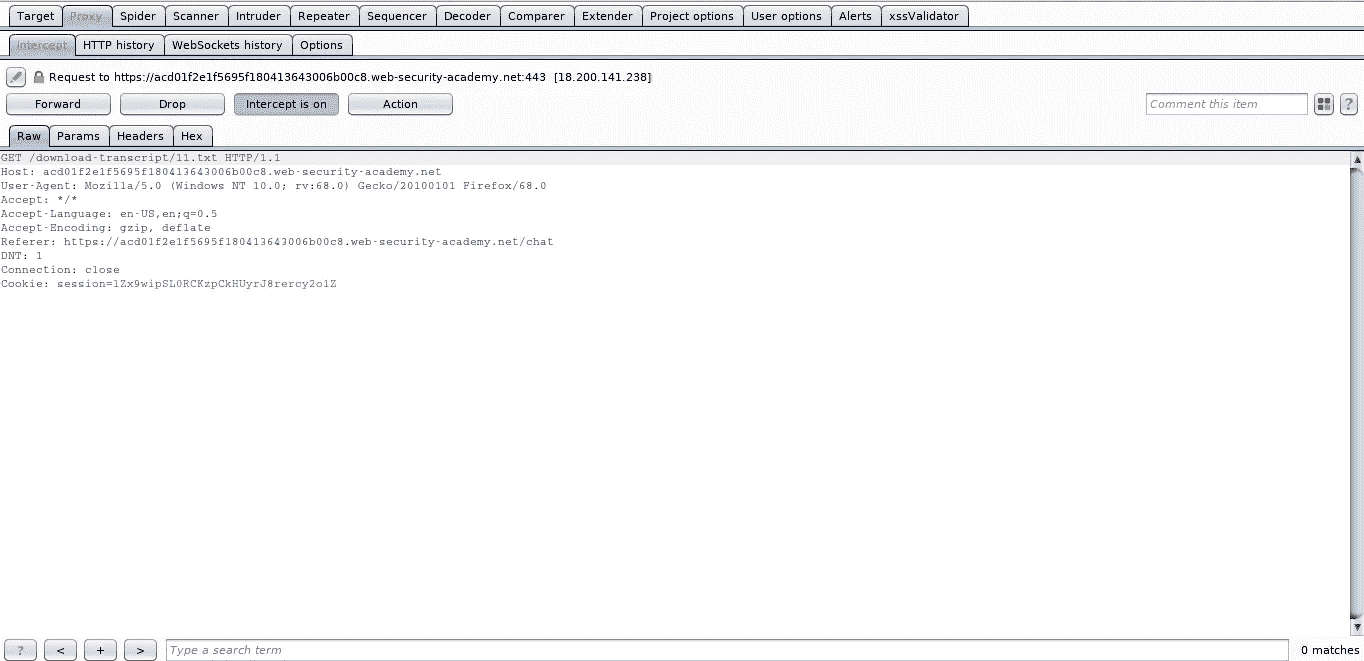 Target Proxy Spider Scanner Intruder Repeater Sequencer Decoder Comparer Extender Project options User options Alerts xssValidator
Intercept HTTP history WebSockets history Options
Request to https://acd01f2e1f5695f180413643006b00c8.web-security-academy.net:443 [18.200.141.238]
Forward Drop Intercept is on Action Comment this item ?
Raw Params Headers Hex
GET /download-transcript/11.txt HTTP/1.1
Host: acd01f2e1f5695f180413643006b00c8.web-security-academy.net
User-Agent: Mozilla/5.0 (Windows NT 10.0; rv:68.0) Gecko/20100101 Firefox/68.0
Accept: */*
Accept-Language: en-US,en;q=0.5
Accept-Encoding: gzip, deflate
Referer: https://acd01f2e1f5695f180413643006b00c8.web-security-academy.net/chat
DNT: 1
Connection: close
Cookie: session=1Zx9wipSL0RCKzpCkHUyrJ8rercy2o1Z
? < + > Type a search term 0 matches